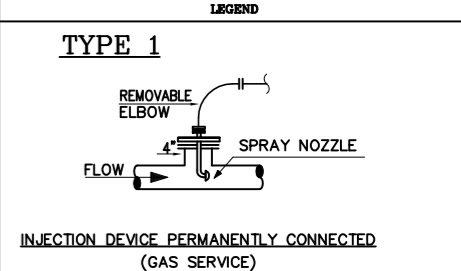 LEGEND
TYPE 1
REMOVABLE
ELBOW
4"
SPRAY NOZZLE
FLOW
INJECTION DEVICE PERMANENTLY CONNECTED
(GAS SERVICE)